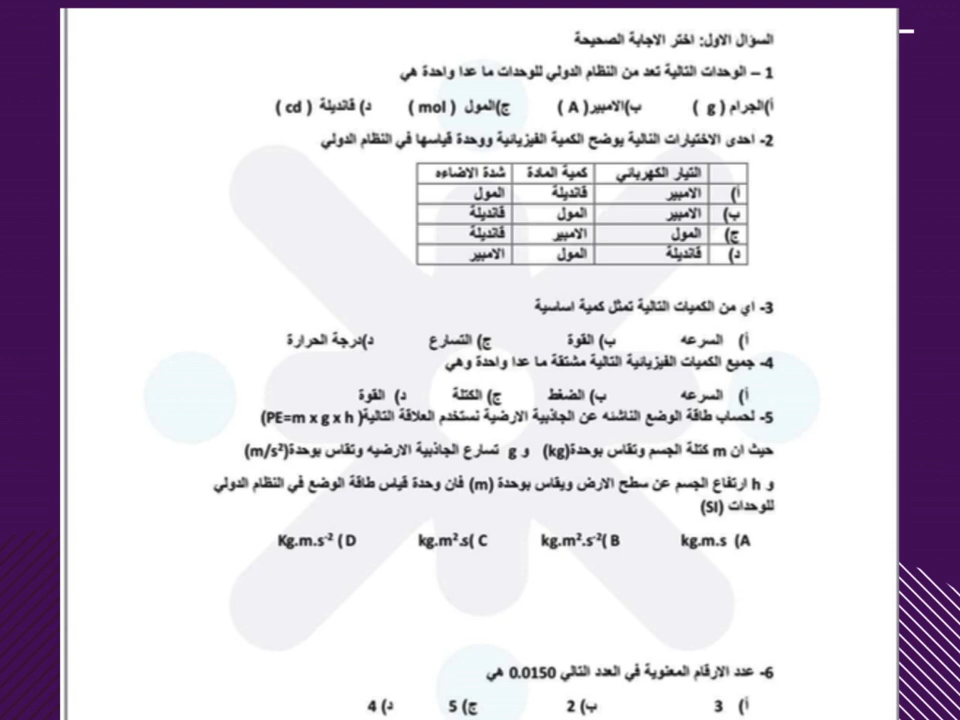 السؤال الاول: اختر الاجابة الصحيحة
1 – الوحدات التالية تعد من النظام الدولي للوحدات ما عدا واحدة هي
أ)الجرام ( g ) ب)الامبير( A ) ج)المول ( mol ) د) قانديلة ( cd )
2- احدى الاختيارات التالية يوضح الكمية الفيزيائية ووحدة قياسها في النظام الدولي
التيار الكهربائي كمية المادة شدة الاضاءه
أ) الامبير قانديلة المول
ب) الامبير المول قانديلة
ج) المول الامبير قانديلة
د) قانديلة المول الامبير
3- اي من الكميات التالية تمثل كمية اساسية
أ) السرعه ب) القوة ج) التسارع د)درجة الحرارة
4- جميع الكميات الفيزيائية التالية مشتقة ما عدا واحدة وهي
أ) السرعه ب) الضغط ج) الكتلة د) القوة
5- لحساب طاقة الوضع الناشئه عن الجاذبية الارضية نستخدم العلاقة التالية( PE=m x g x h)
حيث ان m كتلة الجسم وتقاس بوحدة(kg) و g تسارع الجاذبية الارضيه وتقاس بوحدة(m/s²)
و h ارتفاع الجسم عن سطح الارض ويقاس بوحدة (m) فان وحدة قياس طاقة الوضع في النظام الدولي
للوحدات (SI)
kg.m.s (A kg.m².s⁻²( B kg.m².s( C Kg.m.s⁻² ( D
6- عدد الارقام المعنوية في العدد التالي 0.0150 هي
أ) 3 ب) 2 ج) 5 د) 4